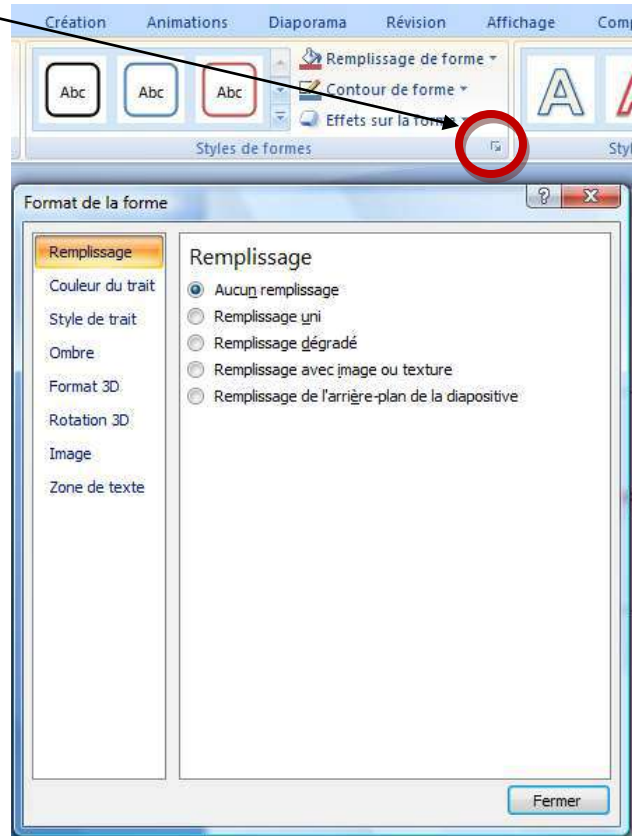 Création Animations Diaporama Révision Affichage Comp
Abc Abc Abc
Remplissage de forme
Contour de forme
Effets sur la forme
Styles de formes Styl
Format de la forme
Remplissage
Couleur du trait
Style de trait
Ombre
Format 3D
Rotation 3D
Image
Zone de texte
Remplissage
Aucun remplissage
Remplissage uni
Remplissage dégradé
Remplissage avec image ou texture
Remplissage de l'arrière-plan de la diapositive
Fermer